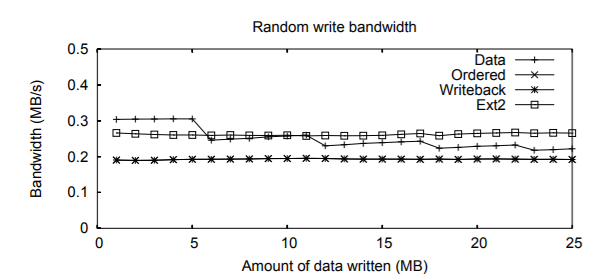 Random write bandwidth
0.5
0.4
0.3
0.2
0.1
0
Bandwidth (MB/s)
Data
Ordered
Writeback
Ext2
0 5 10 15 20 25
Amount of data written (MB)